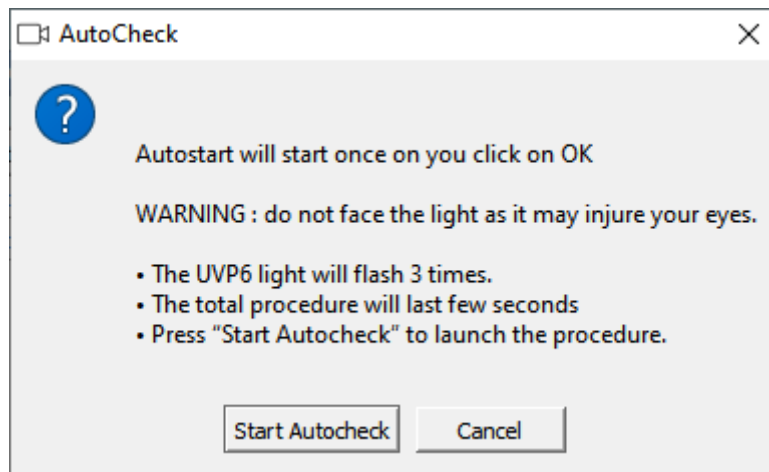 AutoCheck
?
Autostart will start once on you click on OK
WARNING : do not face the light as it may injure your eyes.
• The UVP6 light will flash 3 times.
• The total procedure will last few seconds
• Press “Start Autocheck” to launch the procedure.
Start Autocheck Cancel